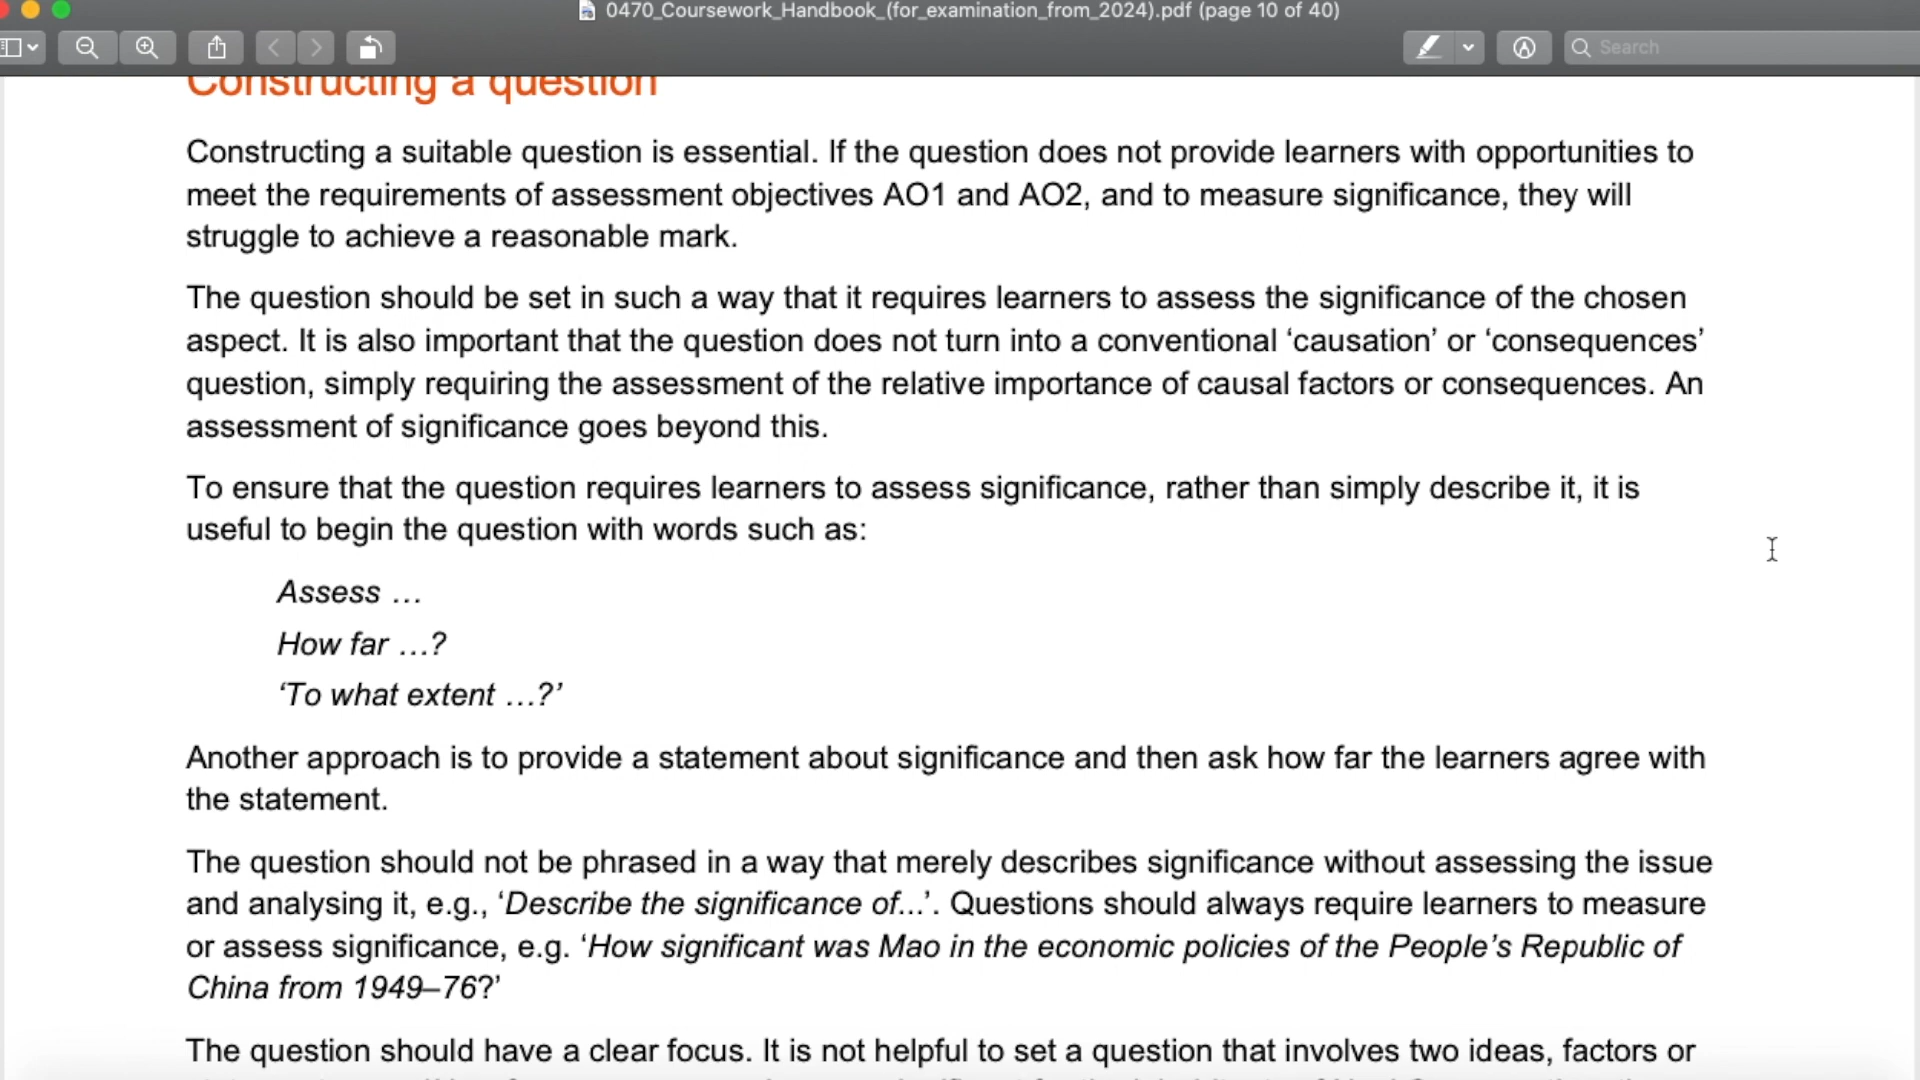 0470_Coursework_Handbook_(for_examination_from_2024).pdf (page 10 of 40)
Search
Constructing a question
Constructing a suitable question is essential. If the question does not provide learners with opportunities to
meet the requirements of assessment objectives AO1 and AO2, and to measure significance, they will
struggle to achieve a reasonable mark.
The question should be set in such a way that it requires learners to assess the significance of the chosen
aspect. It is also important that the question does not turn into a conventional ‘causation’ or ‘consequences’
question, simply requiring the assessment of the relative importance of causal factors or consequences. An
assessment of significance goes beyond this.
To ensure that the question requires learners to assess significance, rather than simply describe it, it is
useful to begin the question with words such as:
Assess …
How far …?
‘To what extent …?’
Another approach is to provide a statement about significance and then ask how far the learners agree with
the statement.
The question should not be phrased in a way that merely describes significance without assessing the issue
and analysing it, e.g., ‘Describe the significance of...’. Questions should always require learners to measure
or assess significance, e.g. ‘How significant was Mao in the economic policies of the People’s Republic of
China from 1949–76?’
The question should have a clear focus. It is not helpful to set a question that involves two ideas, factors or